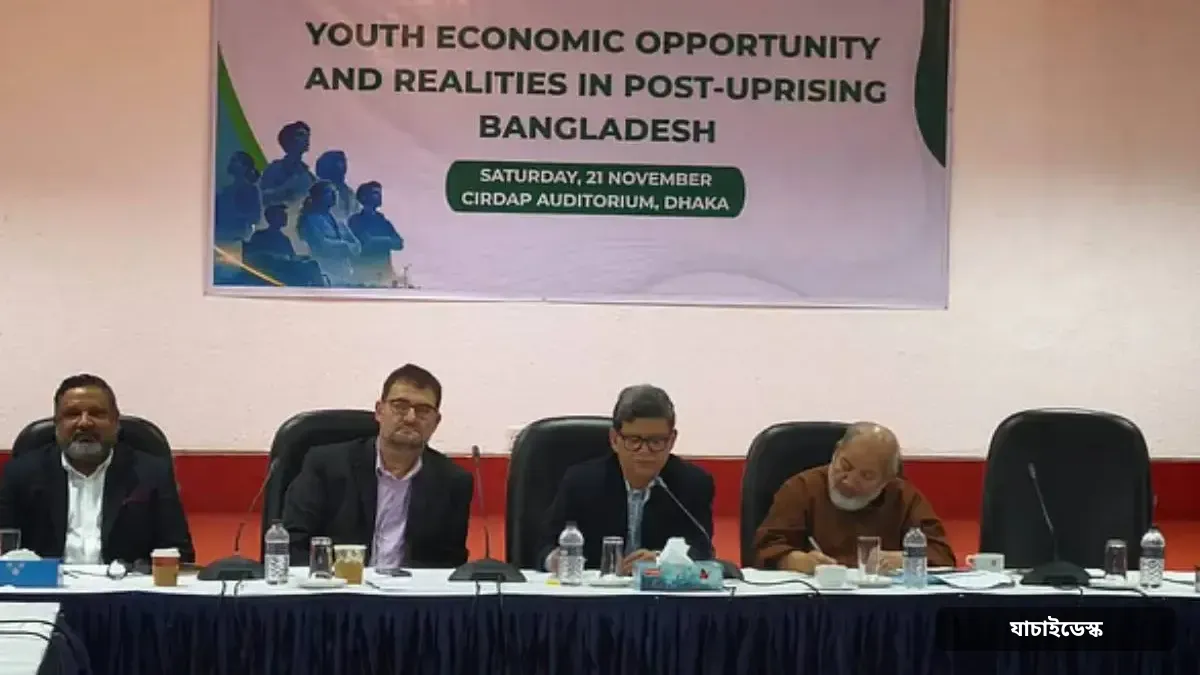 YOUTH ECONOMIC OPPORTUNITY
AND REALITIES IN POST-UPRISING
BANGLADESH
SATURDAY, 21 NOVEMBER
CIRDAP AUDITORIUM, DHAKA
যাচাইডেস্ক